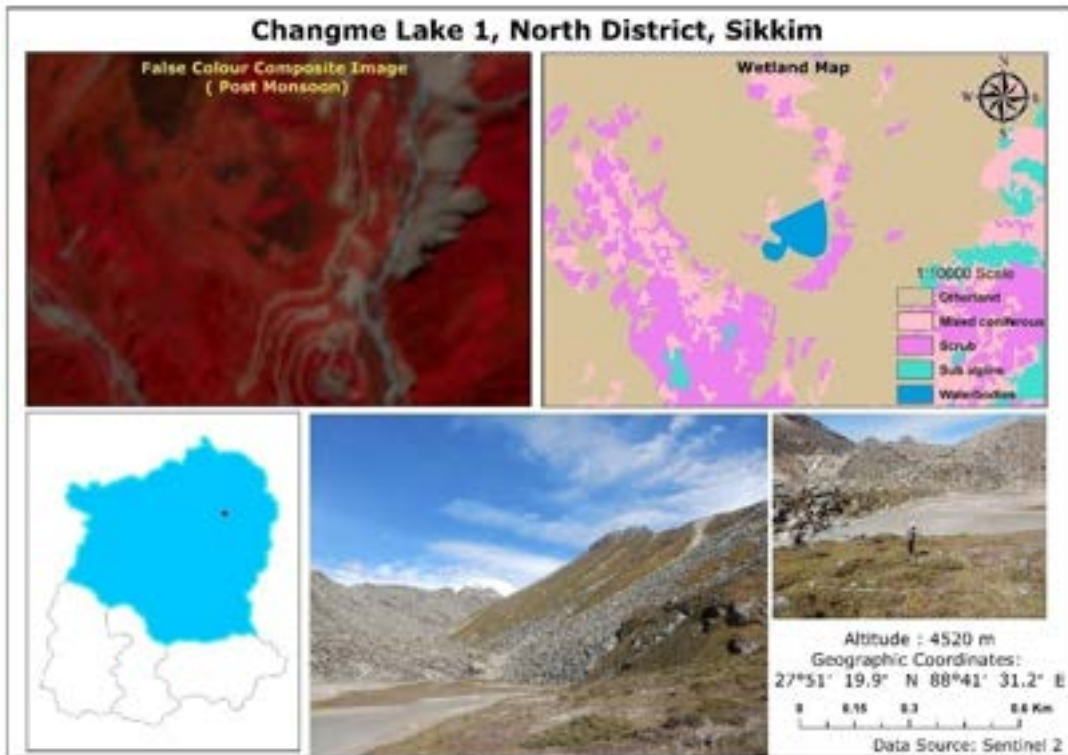 Changme Lake 1, North District, Sikkim
False Colour Composite Image
( Post Monsoon)
Wetland Map
N
W
E
S
1:10000 Scale
Otherland
Mixed coniferous
Scrub
Sub alpine
Waterbodies
Altitude : 4520 m
Geographic Coordinates:
27°51' 19.9" N 88°41' 31.2" E
0 0.15 0.3 0.6 Km
Data Source: Sentinel 2